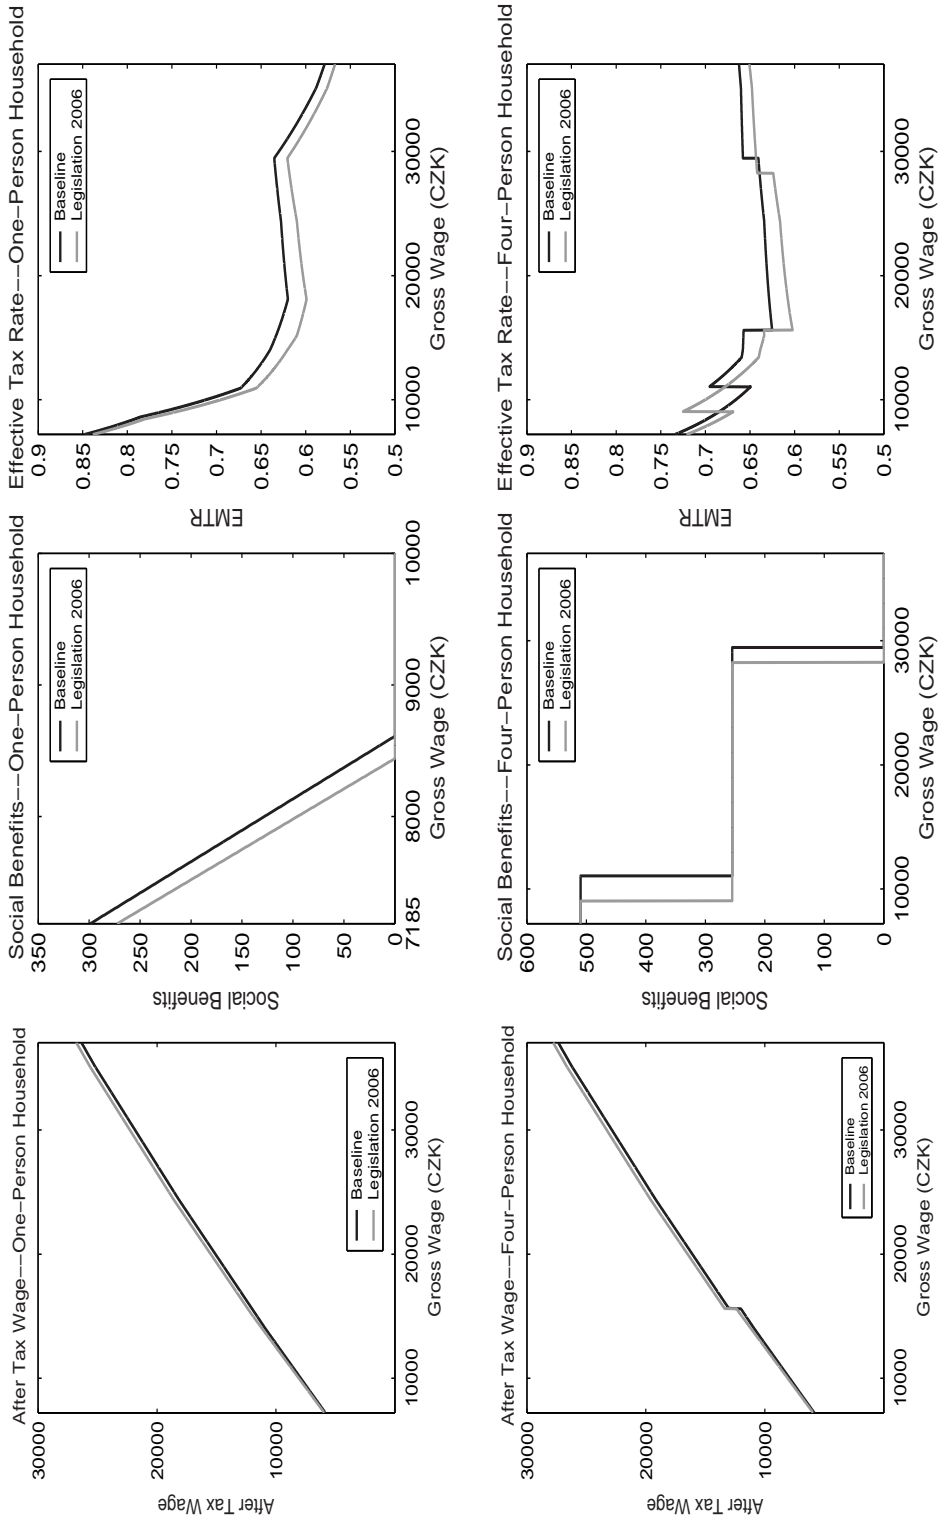 After Tax Wage––One–Person Household
30000
20000
10000
After Tax Wage
10000
20000
30000
Gross Wage (CZK)
Baseline
Legislation 2006
Social Benefits––One–Person Household
350
300
250
200
150
100
50
0
Social Benefits
7185
8000
9000
10000
Gross Wage (CZK)
Baseline
Legislation 2006
Effective Tax Rate––One–Person Household
0.9
0.85
0.8
0.75
0.7
0.65
0.6
0.55
0.5
EMTR
10000
20000
30000
Gross Wage (CZK)
Baseline
Legislation 2006
After Tax Wage––Four–Person Household
30000
20000
10000
After Tax Wage
10000
20000
30000
Gross Wage (CZK)
Baseline
Legislation 2006
Social Benefits––Four–Person Household
600
500
400
300
200
100
0
Social Benefits
10000
20000
30000
Gross Wage (CZK)
Baseline
Legislation 2006
Effective Tax Rate––Four–Person Household
0.9
0.85
0.8
0.75
0.7
0.65
0.6
0.55
0.5
EMTR
10000
20000
30000
Gross Wage (CZK)
Baseline
Legislation 2006